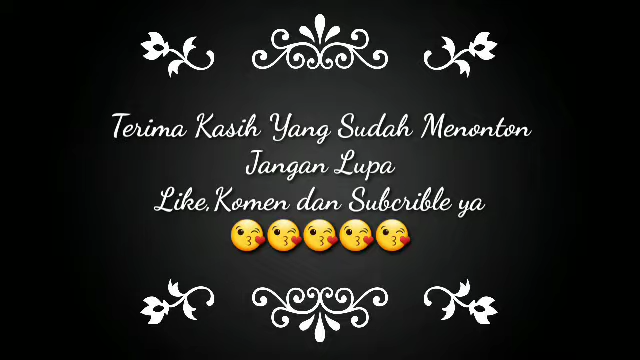 Terima Kasih Yang Sudah Menonton
Jangan Lupa
Like,Komen dan Subcrible ya
😘😘😘😘😘